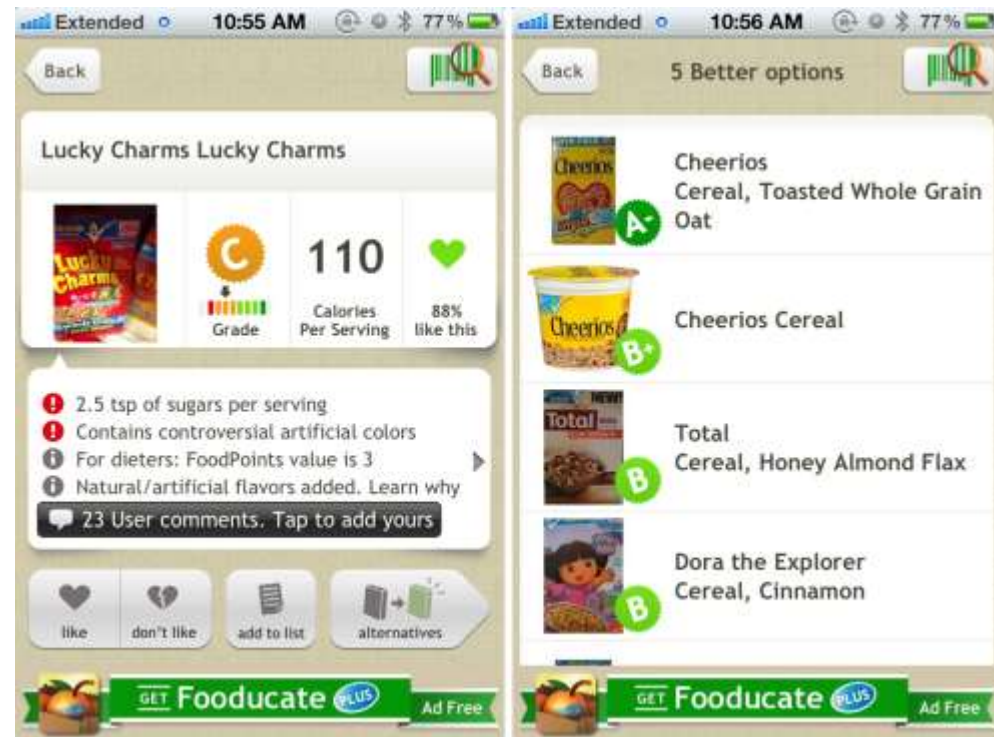 Extended 10:55 AM 77%
Back
Lucky Charms Lucky Charms
Lucky
Charms
C
Grade
110
Calories
Per Serving
88%
like this
2.5 tsp of sugars per serving
Contains controversial artificial colors
For dieters: FoodPoints value is 3
Natural/artificial flavors added. Learn why
23 User comments. Tap to add yours
like
don't like
add to list
alternatives
GET Fooducate PLUS
Ad Free
Extended 10:56 AM 77%
Back
5 Better options
Cheerios
A-
Cheerios
Cereal, Toasted Whole Grain
Oat
Cheerios
B+
Cheerios Cereal
NEW!
Total
B
Total
Cereal, Honey Almond Flax
B
Dora the Explorer
Cereal, Cinnamon
GET Fooducate PLUS
Ad Free